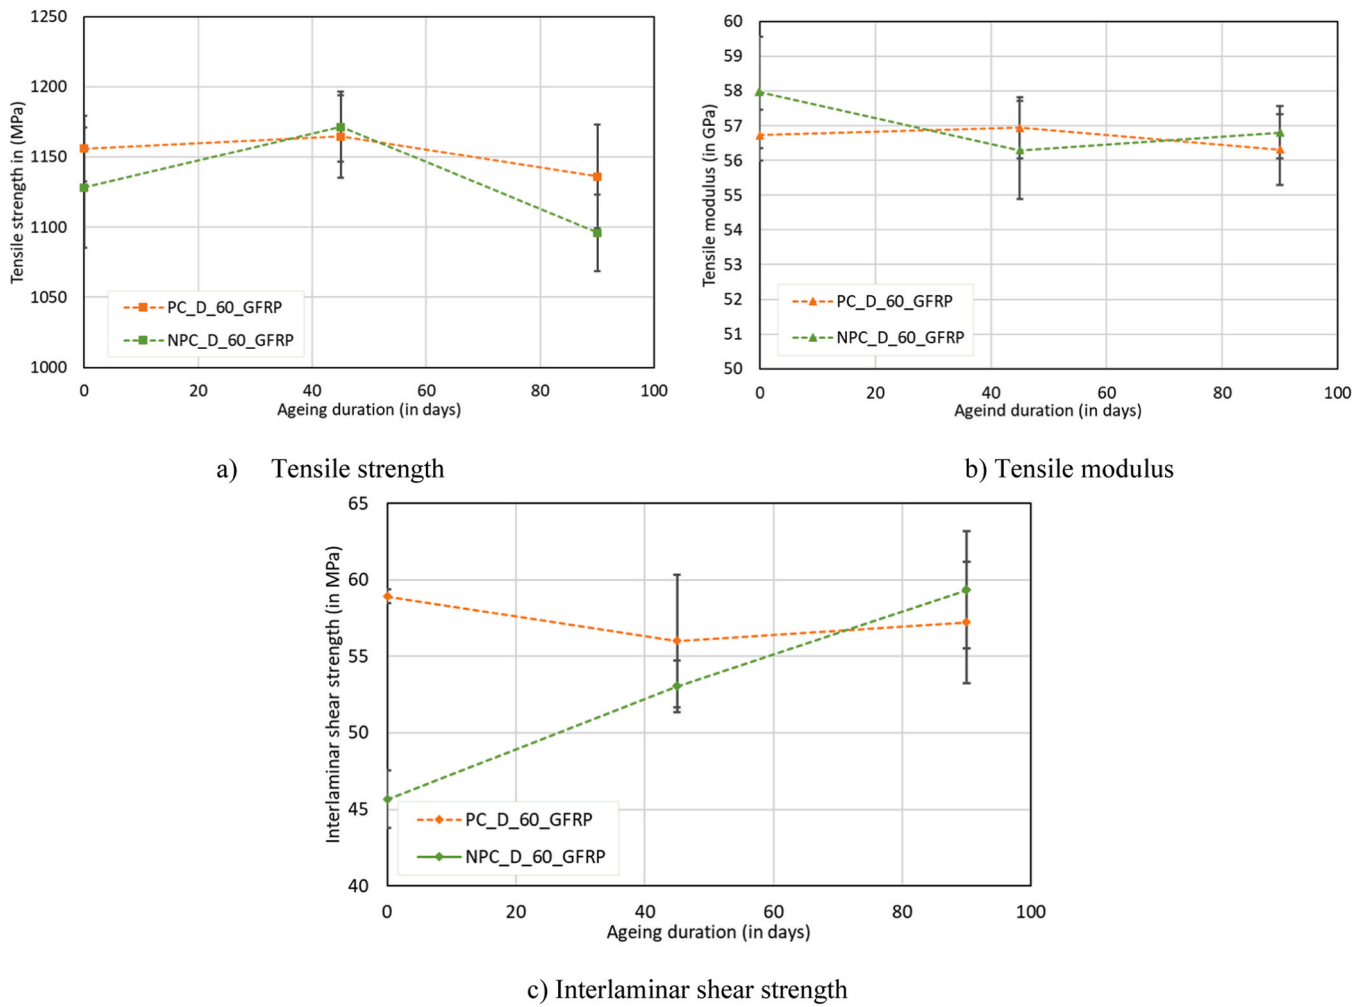 1250
1200
1150
1100
1050
1000
Tensile strength in (MPa)
PC_D_60_GFRP
NPC_D_60_GFRP
0 20 40 60 80 100
Ageing duration (in days)
a) Tensile strength
60
59
58
57
56
55
54
53
52
51
50
Tensile modulus (in GPa)
PC_D_60_GFRP
NPC_D_60_GFRP
0 20 40 60 80 100
Ageind duration (in days)
b) Tensile modulus
65
60
55
50
45
40
Interlaminar shear strength (in MPa)
PC_D_60_GFRP
NPC_D_60_GFRP
0 20 40 60 80 100
Ageing duration (in days)
c) Interlaminar shear strength